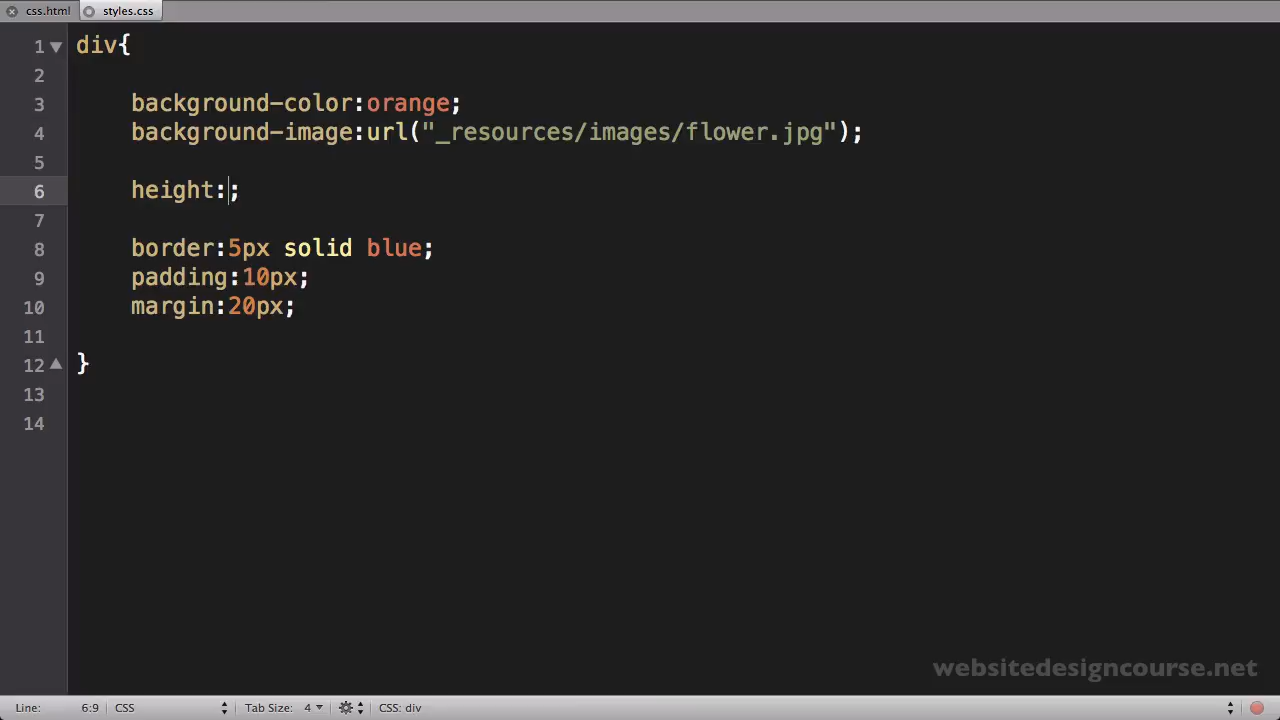 css.html styles.css
1 div{
2
3 background-color:orange;
4 background-image:url("_resources/images/flower.jpg");
5
6 height:;
7
8 border:5px solid blue;
9 padding:10px;
10 margin:20px;
11
12 }
13
14
websitedesigncourse.net
Line: 6:9 CSS Tab Size: 4 CSS: div